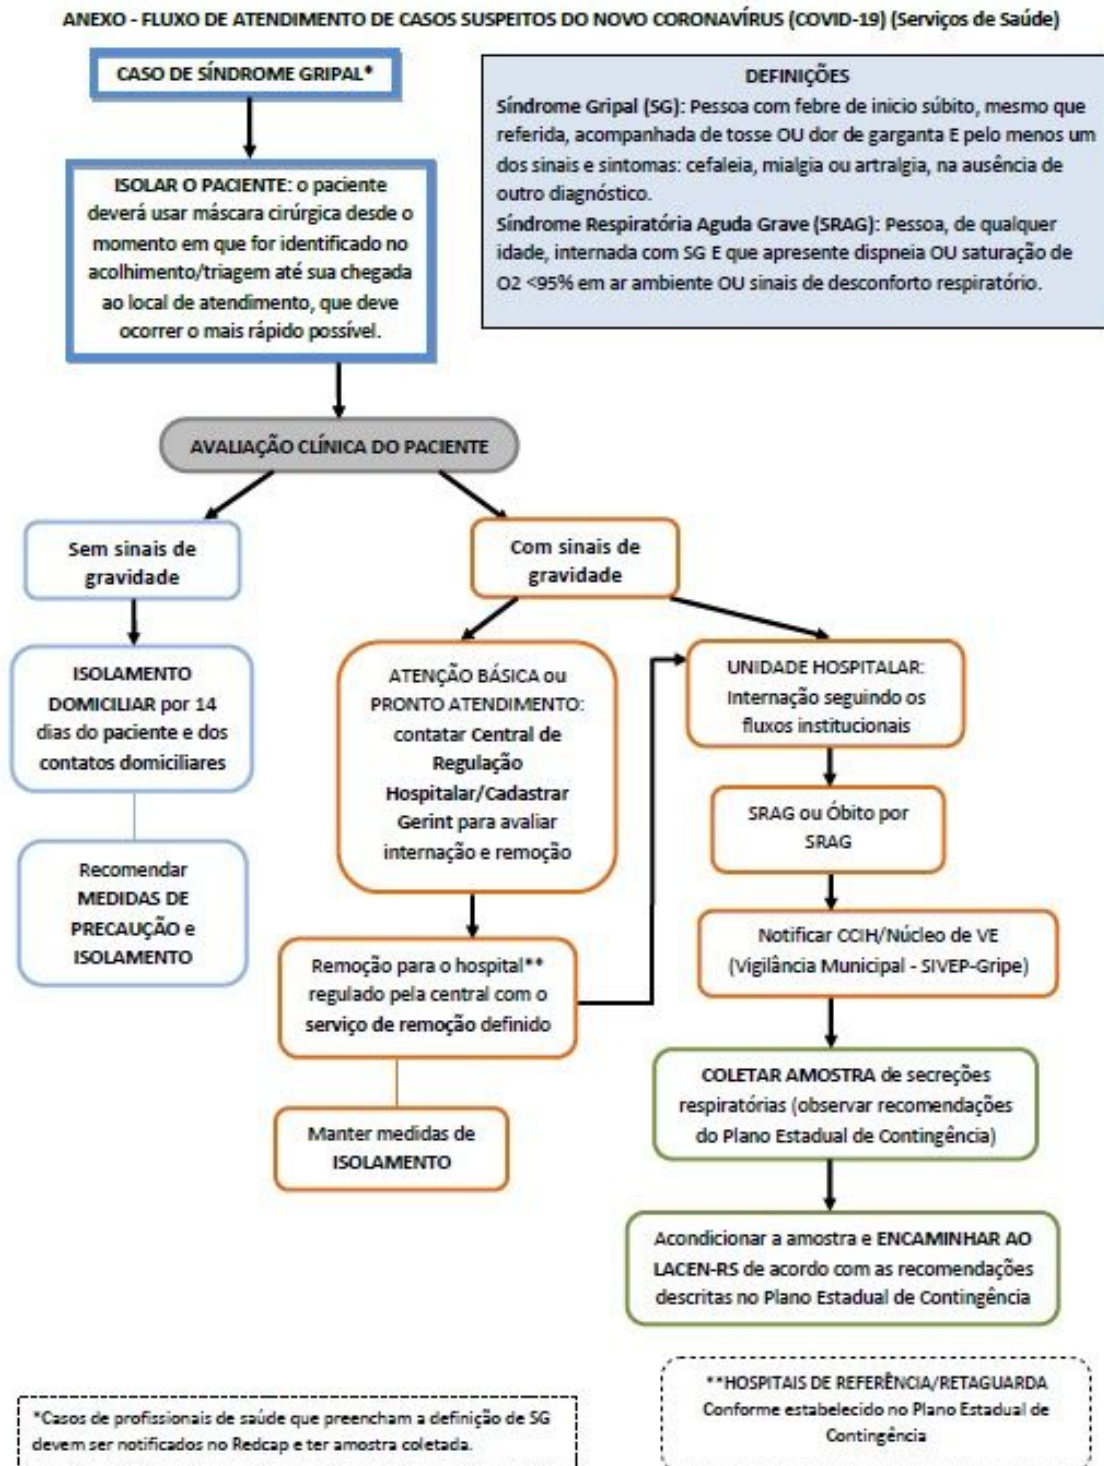 ANEXO - FLUXO DE ATENDIMENTO DE CASOS SUSPEITOS DO NOVO CORONAVÍRUS (COVID-19) (Serviços de Saúde)
CASO DE SÍNDROME GRIPAL*
DEFINIÇÕES
Síndrome Gripal (SG): Pessoa com febre de inicio súbito, mesmo que
referida, acompanhada de tosse OU dor de garganta E pelo menos um
dos sinais e sintomas: cefaleia, mialgia ou artralgia, na ausência de
outro diagnóstico.
Síndrome Respiratória Aguda Grave (SRAG): Pessoa, de qualquer
idade, internada com SG E que apresente dispneia OU saturação de
O2 <95% em ar ambiente OU sinais de desconforto respiratório.
ISOLAR O PACIENTE: o paciente
deverá usar máscara cirúrgica desde o
momento em que for identificado no
acolhimento/triagem até sua chegada
ao local de atendimento, que deve
ocorrer o mais rápido possível.
AVALIAÇÃO CLÍNICA DO PACIENTE
Sem sinais de
gravidade
Com sinais de
gravidade
ISOLAMENTO
DOMICILIAR por 14
dias do paciente e dos
contatos domiciliares
Recomendar
MEDIDAS DE
PRECAUÇÃO e
ISOLAMENTO
ATENÇÃO BÁSICA ou
PRONTO ATENDIMENTO:
contatar Central de
Regulação
Hospitalar/Cadastrar
Gerint para avaliar
internação e remoção
Remoção para o hospital**
regulado pela central com o
serviço de remoção definido
Manter medidas de
ISOLAMENTO
UNIDADE HOSPITALAR:
Internação seguindo os
fluxos institucionais
SRAG ou Óbito por
SRAG
Notificar CCIH/Núcleo de VE
(Vigilância Municipal - SIVEP-Gripe)
COLETAR AMOSTRA de secreções
respiratórias (observar recomendações
do Plano Estadual de Contingência)
Acondicionar a amostra e ENCAMINHAR AO
LACEN-RS de acordo com as recomendações
descritas no Plano Estadual de Contingência
*Casos de profissionais de saúde que preencham a definição de SG
devem ser notificados no Redcap e ter amostra coletada.
**HOSPITAIS DE REFERÊNCIA/RETAGUARDA
Conforme estabelecido no Plano Estadual de
Contingência